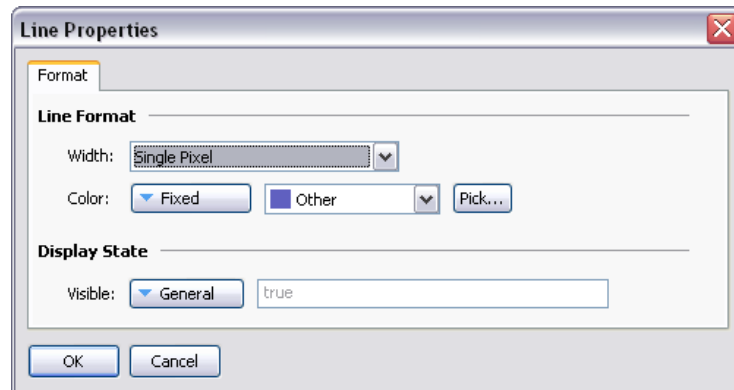 Line Properties
Format
Line Format
Width: Single Pixel
Color: Fixed Other Pick...
Display State
Visible: General true
OK Cancel